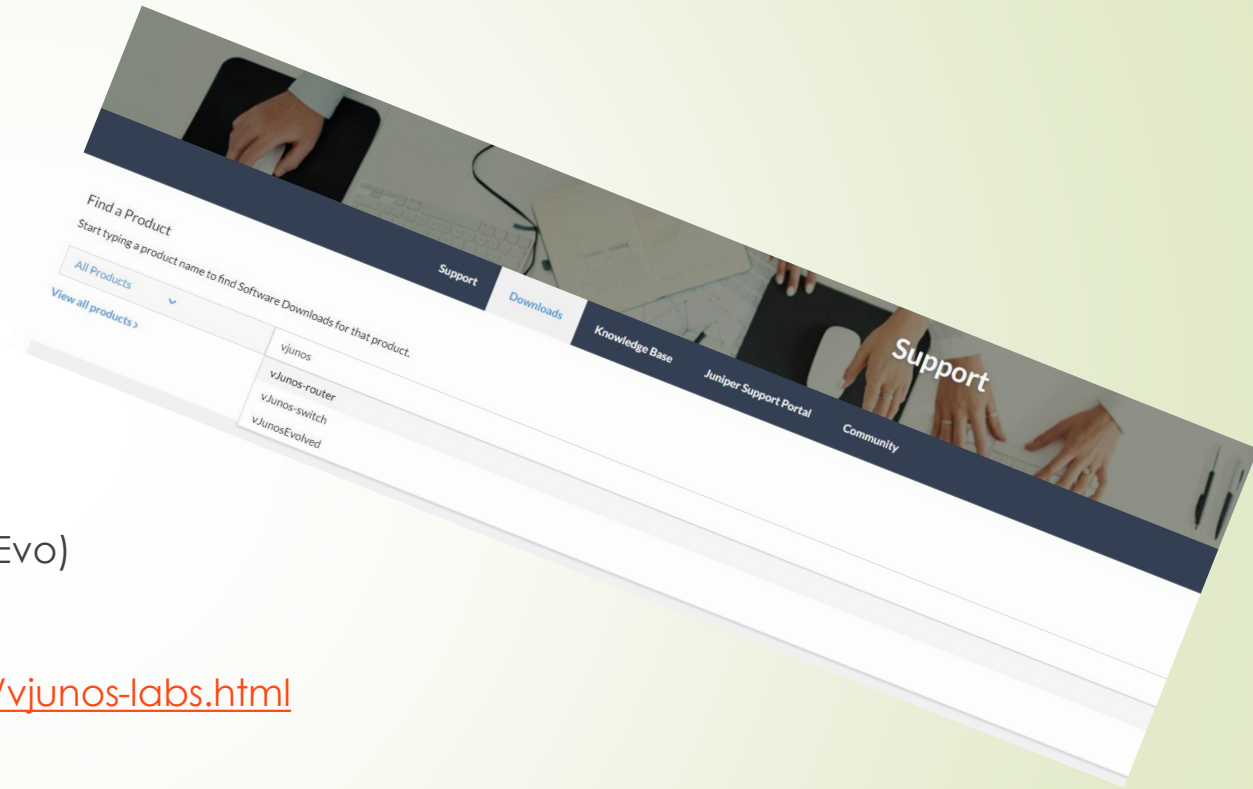 Support
Support
Downloads
Knowledge Base
Juniper Support Portal
Community
Find a Product
Start typing a product name to find Software Downloads for that product.
All Products
vjunos
View all products >
vJunos-router
vJunos-switch
vJunosEvolved
Evo)
/vjunos-labs.html